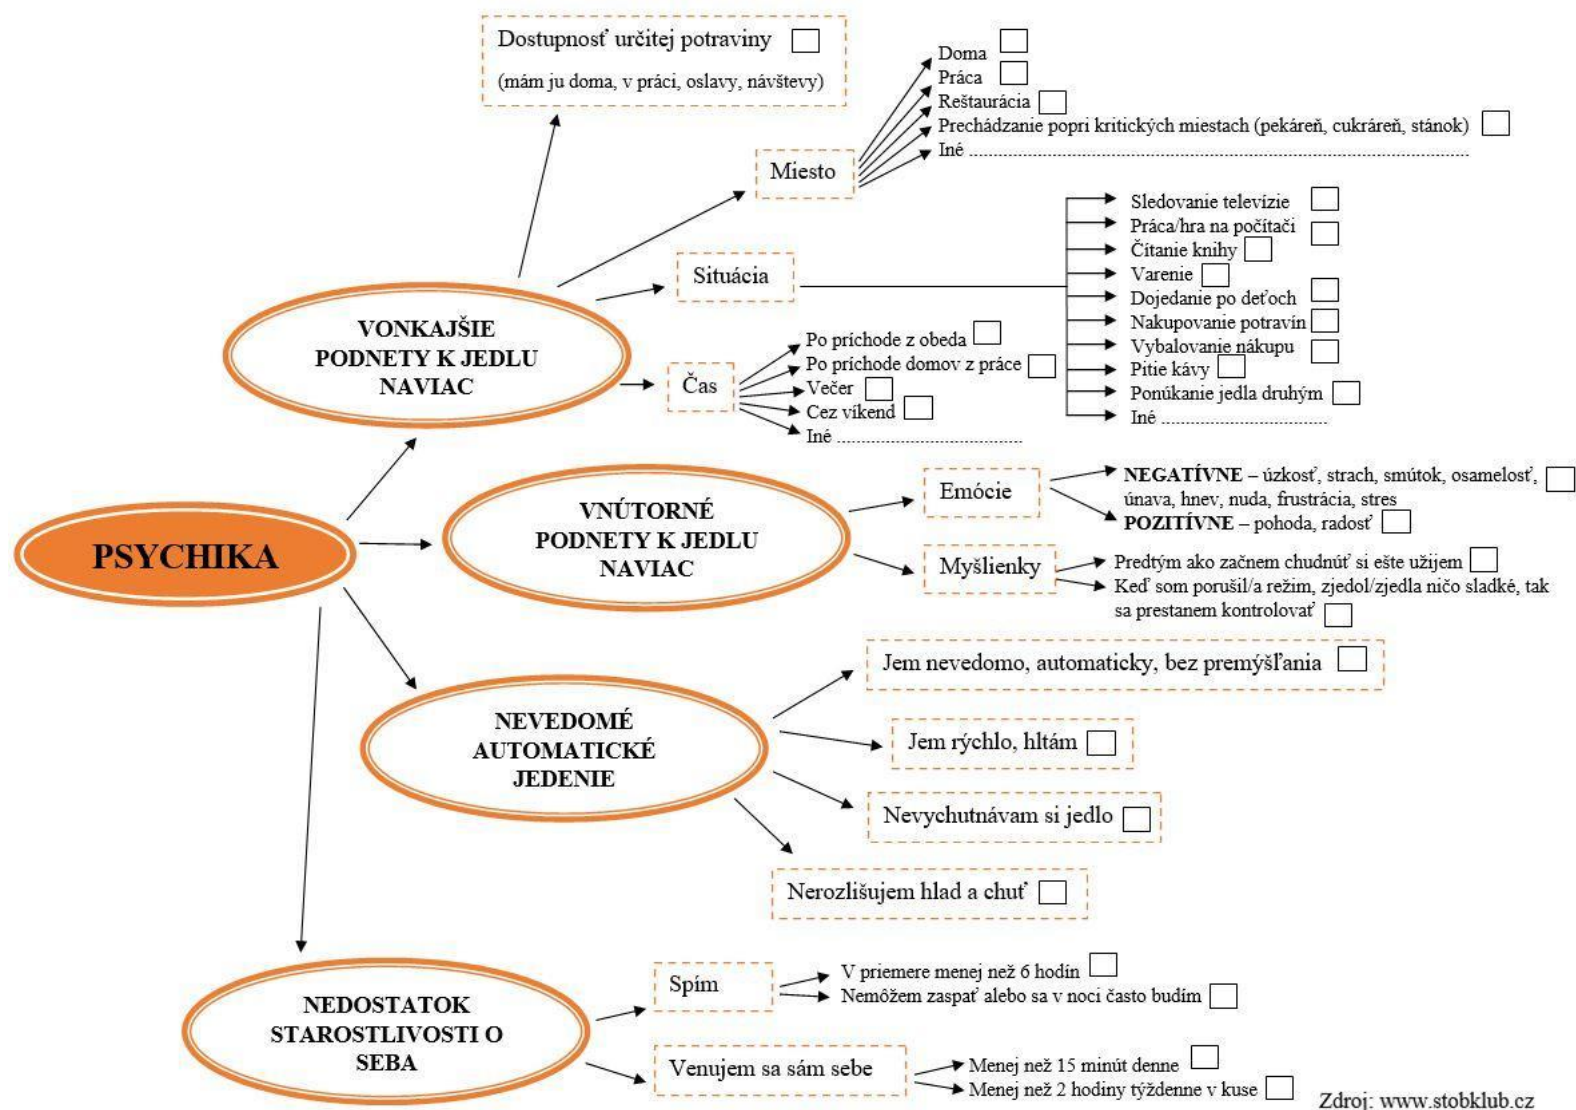 Dostupnosť určitej potraviny
(mám ju doma, v práci, oslavy, návštevy)
Doma
Práca
Reštaurácia
Prechádzanie popri kritických miestach (pekáreň, cukráreň, stánok)
Iné ....................................................................................................
Miesto
Situácia
Sledovanie televízie
Práca/hra na počítači
Čítanie knihy
Varenie
Dojedanie po deťoch
Nakupovanie potravín
Vybalovanie nákupu
Pitie kávy
Ponúkanie jedla druhým
Iné .................................
VONKAJŠIE
PODNETY K JEDLU
NAVIAC
Čas
Po príchode z obeda
Po príchode domov z práce
Večer
Cez víkend
Iné .....................................
PSYCHIKA
VNÚTORNÉ
PODNETY K JEDLU
NAVIAC
Emócie
NEGATÍVNE – úzkosť, strach, smútok, osamelosť,
únava, hnev, nuda, frustrácia, stres
POZITÍVNE – pohoda, radosť
Myšlienky
Predtým ako začnem chudnúť si ešte užijem
Keď som porušil/a režim, zjedol/zjedla ničo sladké, tak
sa prestanem kontrolovať
NEVEDOMÉ
AUTOMATICKÉ
JEDENIE
Jem nevedomo, automaticky, bez premýšľania
Jem rýchlo, hltám
Nevychutnávam si jedlo
Nerozlišujem hlad a chuť
NEDOSTATOK
STAROSTLIVOSTI O
SEBA
Spím
V priemere menej než 6 hodín
Nemôžem zaspať alebo sa v noci často budím
Venujem sa sám sebe
Menej než 15 minút denne
Menej než 2 hodiny týždenne v kuse
Zdroj: www.stobklub.cz